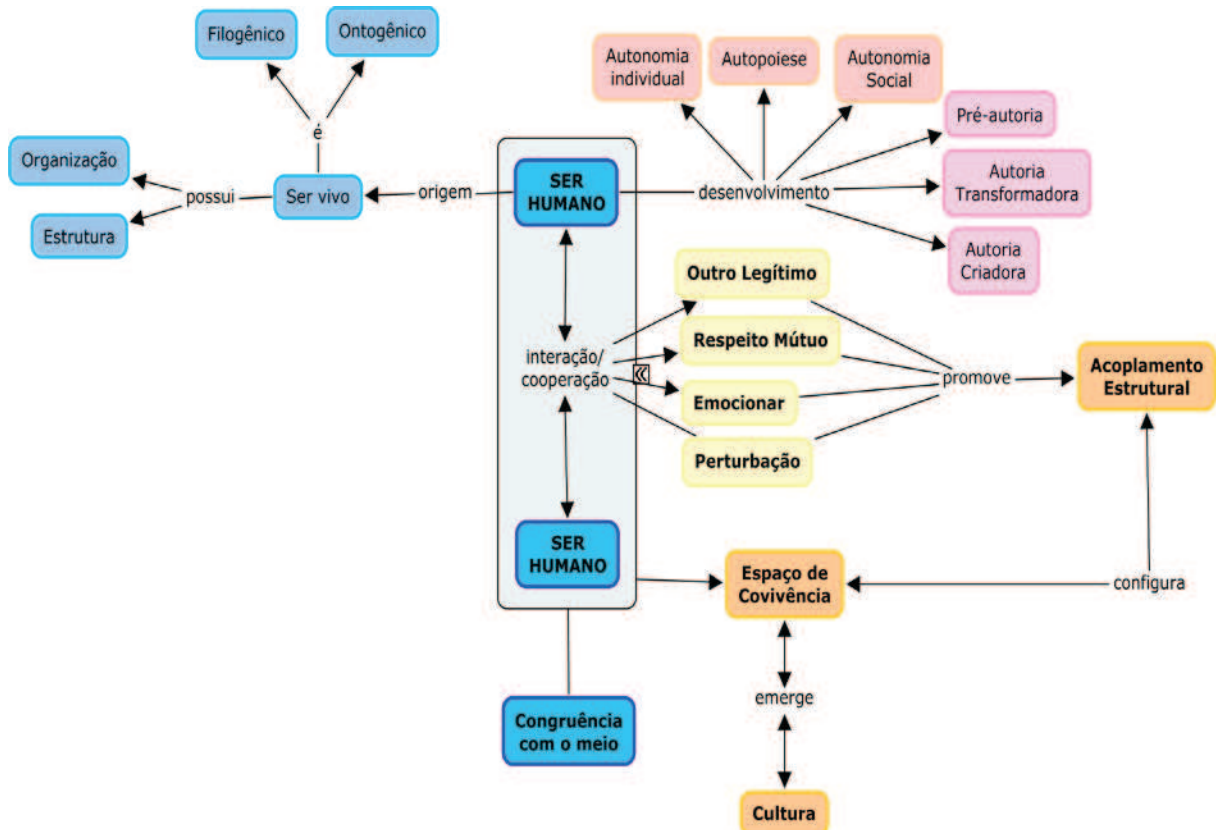 Filogênico
Ontogênico
é
Organização
possui
Ser vivo
Estrutura
origem
SER
HUMANO
desenvolvimento
Autonomia
individual
Autopoiese
Autonomia
Social
Pré-autoria
Autoria
Transformadora
Autoria
Criadora
interação/
cooperação
Outro Legítimo
Respeito Mútuo
Emocionar
Perturbação
promove
Acoplamento
Estrutural
SER
HUMANO
Espaço de
Covivência
configura
Congruência
com o meio
emerge
Cultura